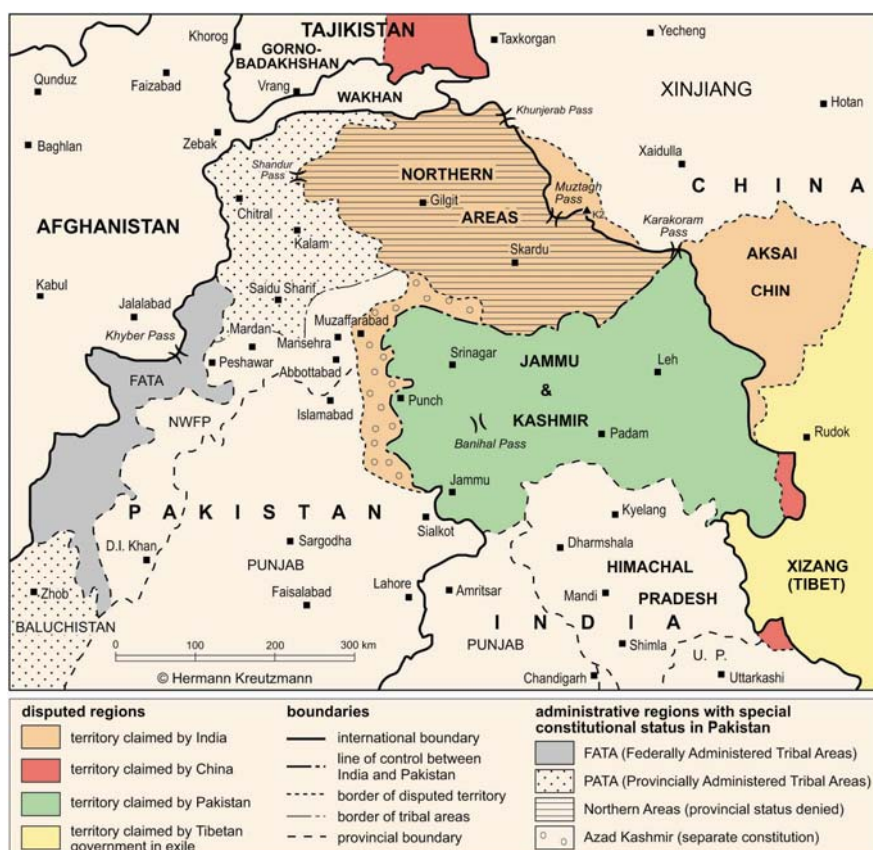 TAJIKISTAN
Khorog
GORNO-
BADAKHSHAN
Taxkorgan
Yecheng
Qunduz
Faizabad
Vrang
WAKHAN
XINJIANG
Hotan
Khunjerab Pass
Baghlan
Zebak
Shandur
Pass
NORTHERN
Xaidulla
Gilgit
Muztagh
Pass
CHINA
Chitral
AREAS
K2
AFGHANISTAN
Karakoram
Pass
Kalam
Skardu
AKSAI
CHIN
Kabul
Saidu Sharif
Jalalabad
Muzaffarabad
Khyber Pass
Mardan
Mansehra
Srinagar
JAMMU
Leh
Peshawar
Abbottabad
&
FATA
Punch
KASHMIR
Islamabad
NWFP
Banihal Pass
Padam
Rudok
Jammu
PAKISTAN
Sialkot
Kyelang
D.I. Khan
Sargodha
Dharmshala
PUNJAB
HIMACHAL
XIZANG
(TIBET)
Zhob
Faisalabad
Lahore
Amritsar
Mandi
PRADESH
BALUCHISTAN
INDIA
PUNJAB
Shimla
0 100 200 300 km
U. P.
© Hermann Kreutzmann
Chandigarh
Uttarkashi
disputed regions
territory claimed by India
territory claimed by China
territory claimed by Pakistan
territory claimed by Tibetan
government in exile
boundaries
international boundary
line of control between
India and Pakistan
border of disputed territory
border of tribal areas
provincial boundary
administrative regions with special
constitutional status in Pakistan
FATA (Federally Administered Tribal Areas)
PATA (Provincially Administered Tribal Areas)
Northern Areas (provincial status denied)
Azad Kashmir (separate constitution)